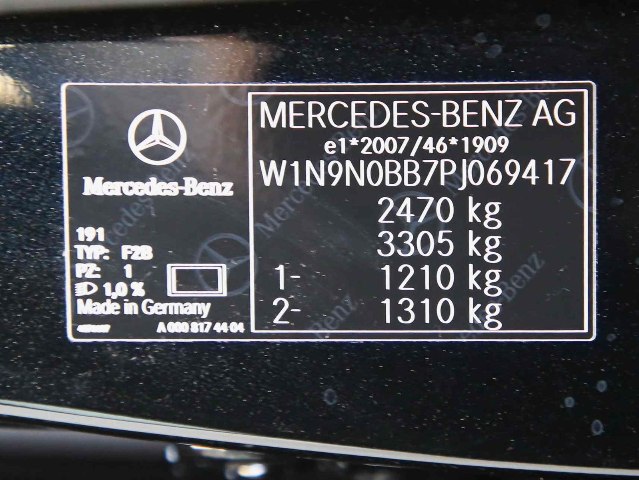 Mercedes-Benz
191
TYP: F2B
PZ: 1
1,0 %
Made in Germany
A 000 817 44 04
MERCEDES-BENZ AG
e1*2007/46*1909
W1N9N0BB7PJ069417
2470 kg
3305 kg
1- 1210 kg
2- 1310 kg